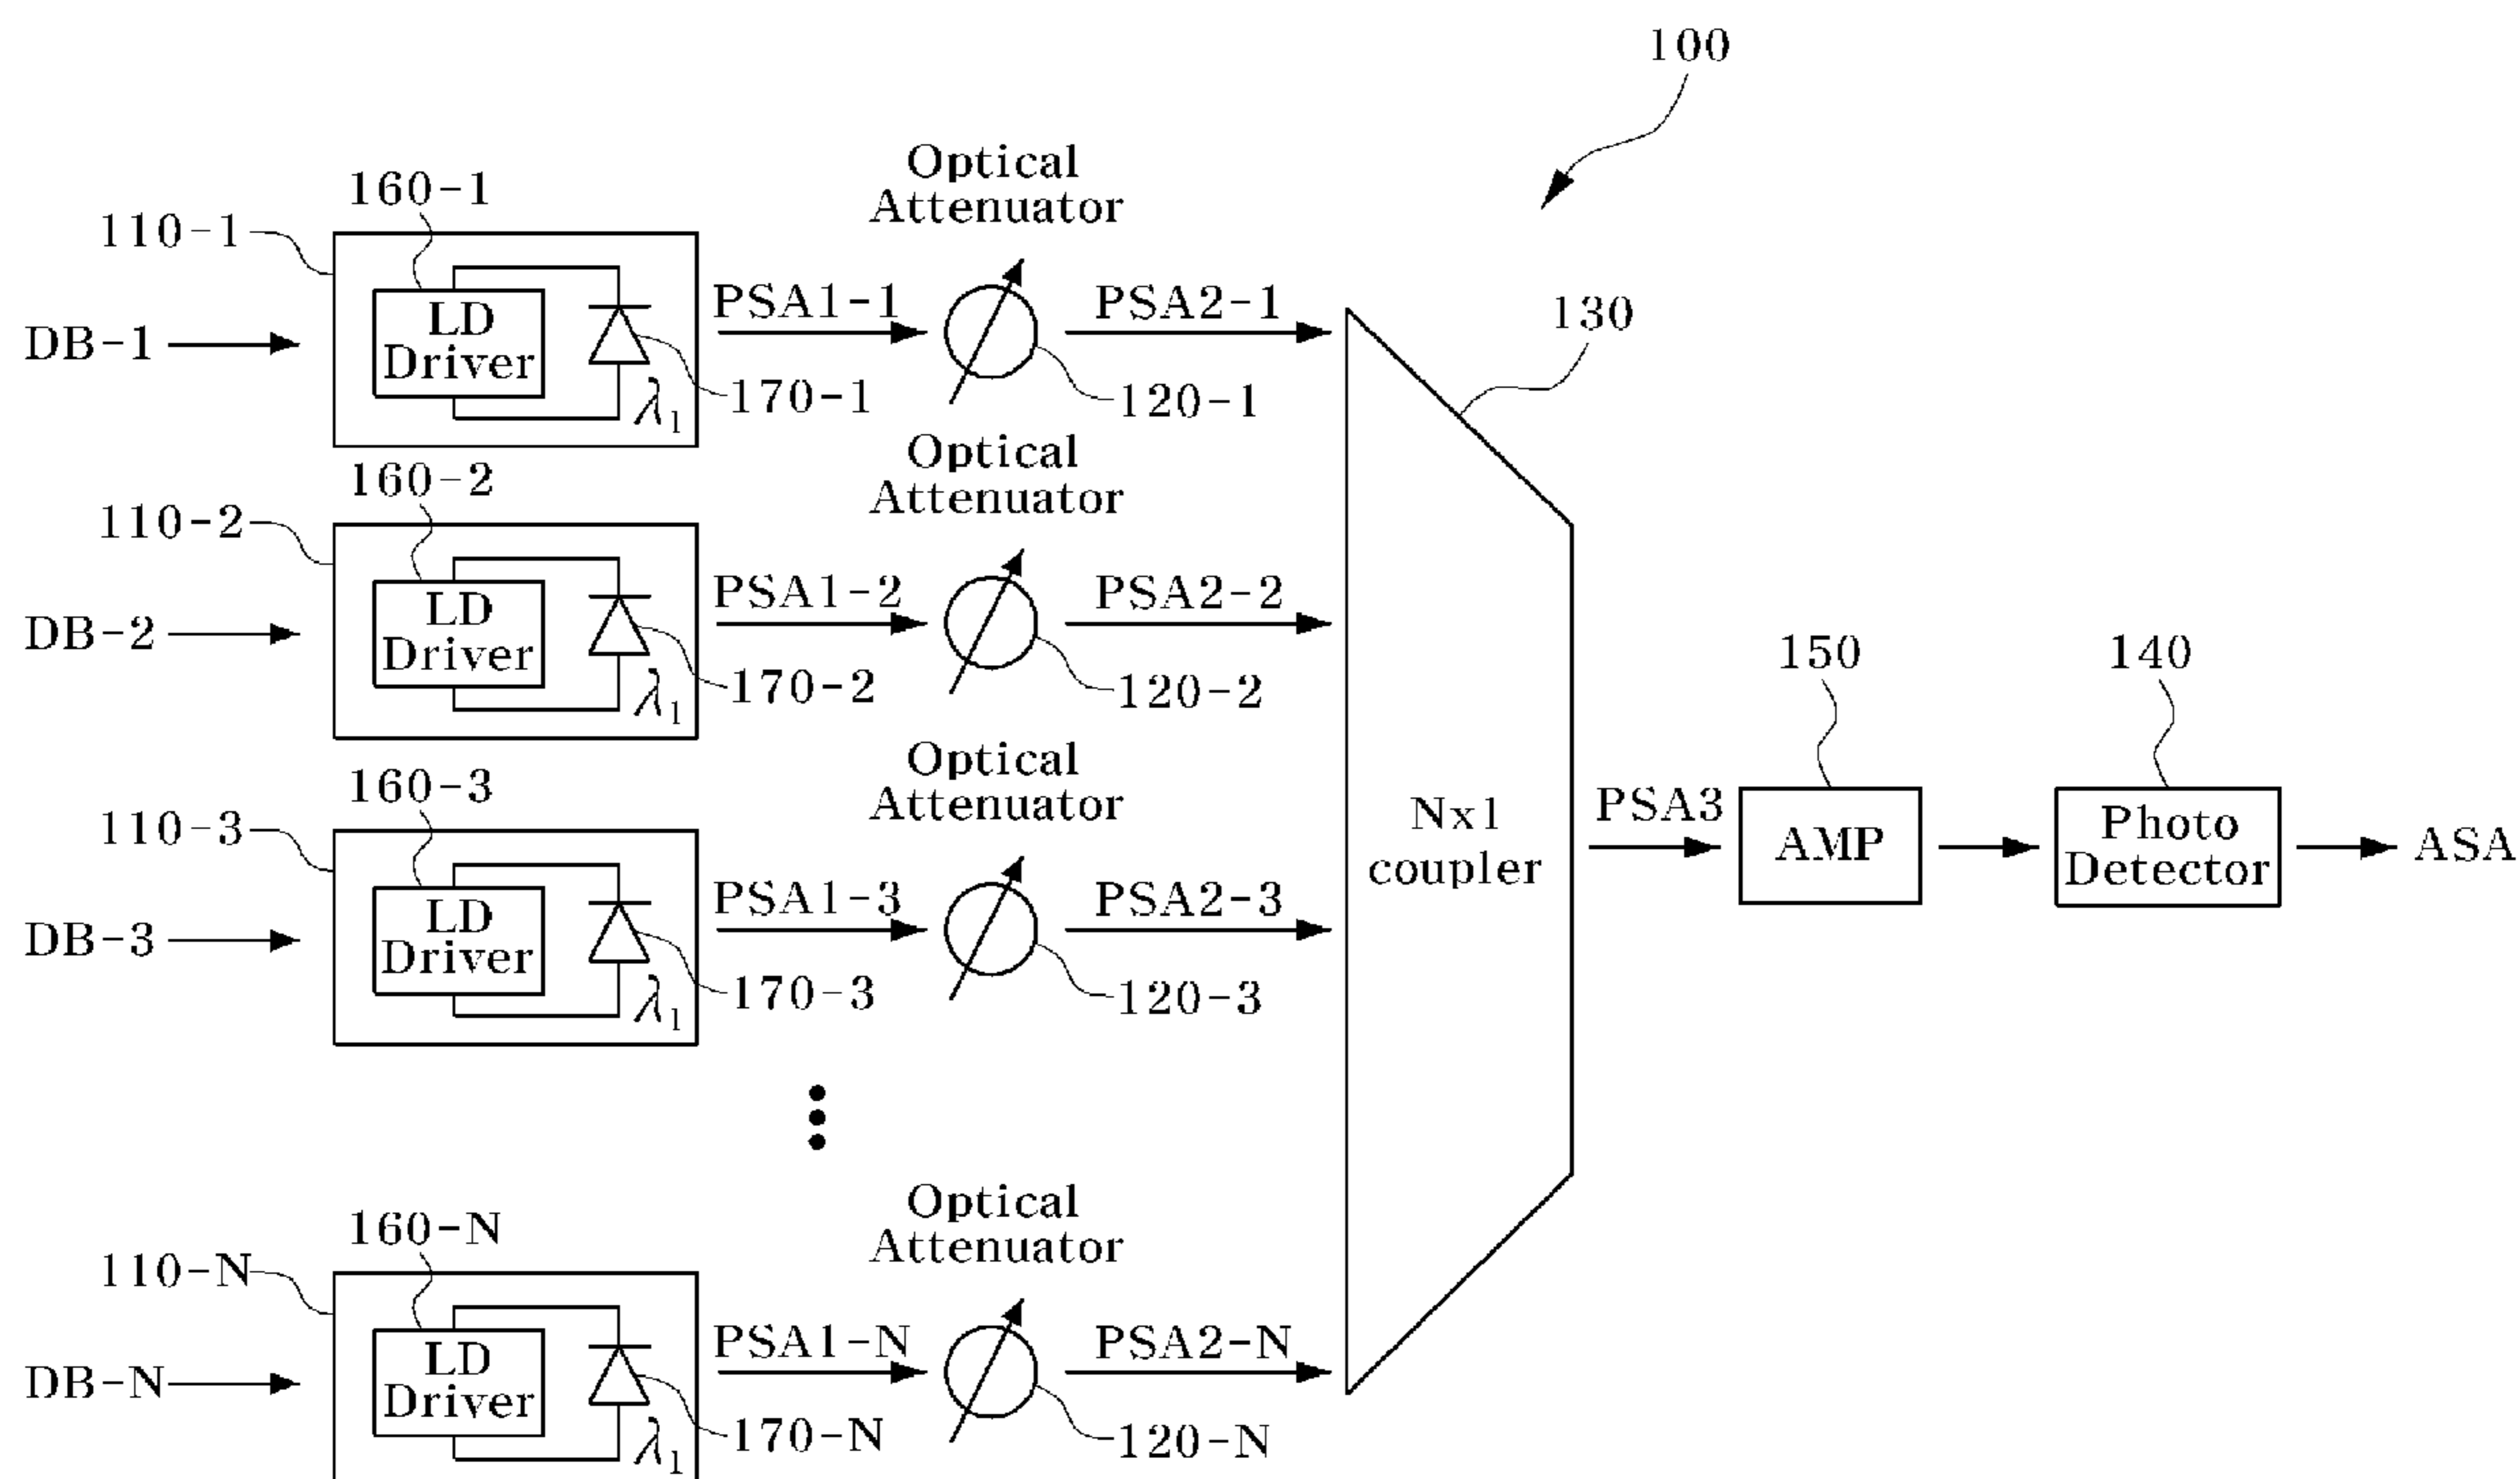 100
Optical
Attenuator
160-1
110-1
LD
Driver
DB-1
PSA1-1
PSA2-1
λ1
170-1
120-1
130
Optical
Attenuator
160-2
110-2
LD
Driver
DB-2
PSA1-2
PSA2-2
λ1
170-2
120-2
150
140
Optical
Attenuator
160-3
110-3
LD
Driver
DB-3
PSA1-3
PSA2-3
λ1
170-3
120-3
Nx1
coupler
PSA3
AMP
Photo
Detector
ASA
Optical
Attenuator
160-N
110-N
LD
Driver
DB-N
PSA1-N
PSA2-N
λ1
170-N
120-N